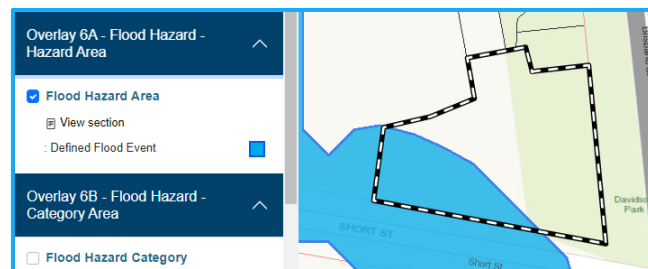 Overlay 6A - Flood Hazard -
Hazard Area
Flood Hazard Area
View section
: Defined Flood Event
Overlay 6B - Flood Hazard -
Category Area
Flood Hazard Category
SHORT ST
Short St
Davidso
Park
Brisbane